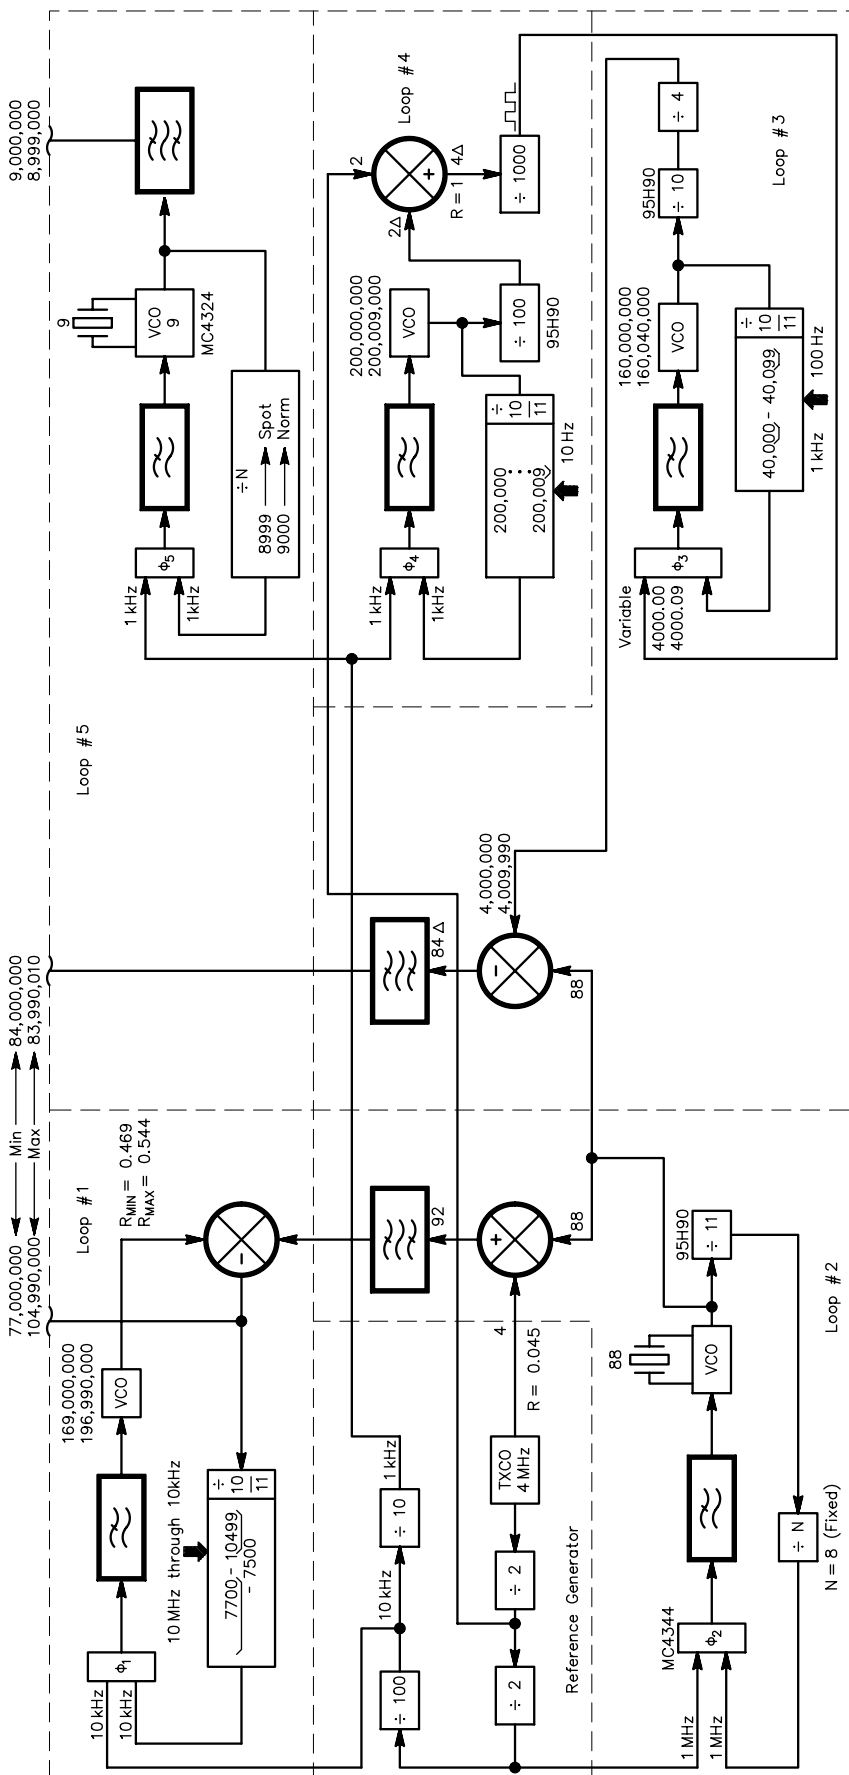 77,000,000 ← Min → 84,000,000
104,990,000 ← Max → 83,990,010
9,000,000
8,999,000
Loop #1
R_MIN = 0.469
R_MAX = 0.544
169,000,000
196,990,000
VCO
10 MHz through 10kHz
ϕ1
10 kHz
10 kHz
7700 - 10499
- 7500
÷
10
11
-
Loop #5
1 kHz
1kHz
ϕ5
÷ N
8999 → Spot
9000 → Norm
9
VCO
9
MC4324
÷ 100
10 kHz
÷ 10
1 kHz
92
84 Δ
TXCO
4 MHz
÷ 2
÷ 2
4
R = 0.045
+
88
-
88
4,000,000
4,009,990
Reference Generator
Loop #4
1 kHz
1kHz
ϕ4
200,000,000
200,009,000
VCO
200,000
200,009
÷
10
11
10 Hz
÷ 100
95H90
2
2Δ
+
R = 1
4Δ
÷ 1000
Loop #2
MC4344
ϕ2
1 MHz
1 MHz
88
VCO
95H90
÷ 11
÷ N
N = 8 (Fixed)
Loop #3
Variable
4000.00
4000.09
ϕ3
160,000,000
160,040,000
VCO
95H90
÷ 10
÷ 4
40,000 - 40,099
÷
10
11
1 kHz
100 Hz